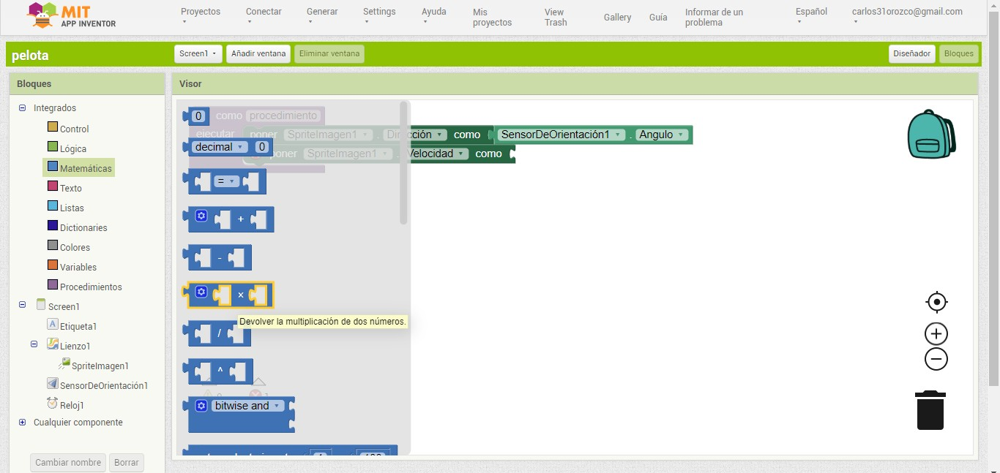 MIT
APP INVENTOR
Proyectos
Conectar
Generar
Settings
Ayuda
Mis
proyectos
View
Trash
Gallery
Guía
Informar de un
problema
Español
carlos31orozco@gmail.com
pelota
Screen1
Añadir ventana
Eliminar ventana
Diseñador
Bloques
Bloques
Visor
Integrados
Control
Lógica
Matemáticas
Texto
Listas
Dictionaries
Colores
Variables
Procedimientos
Screen1
A Etiqueta1
Lienzo1
SpriteImagen1
SensorDeOrientación1
Reloj1
Cualquier componente
Cambiar nombre
Borrar
0 como procedimiento
ejecutar poner SpriteImagen1 . Dirección como SensorDeOrientación1 . Angulo
decimal 0
poner SpriteImagen1 . Velocidad como
=
+
-
×
Devolver la multiplicación de dos números.
/
^
0 1
bitwise and